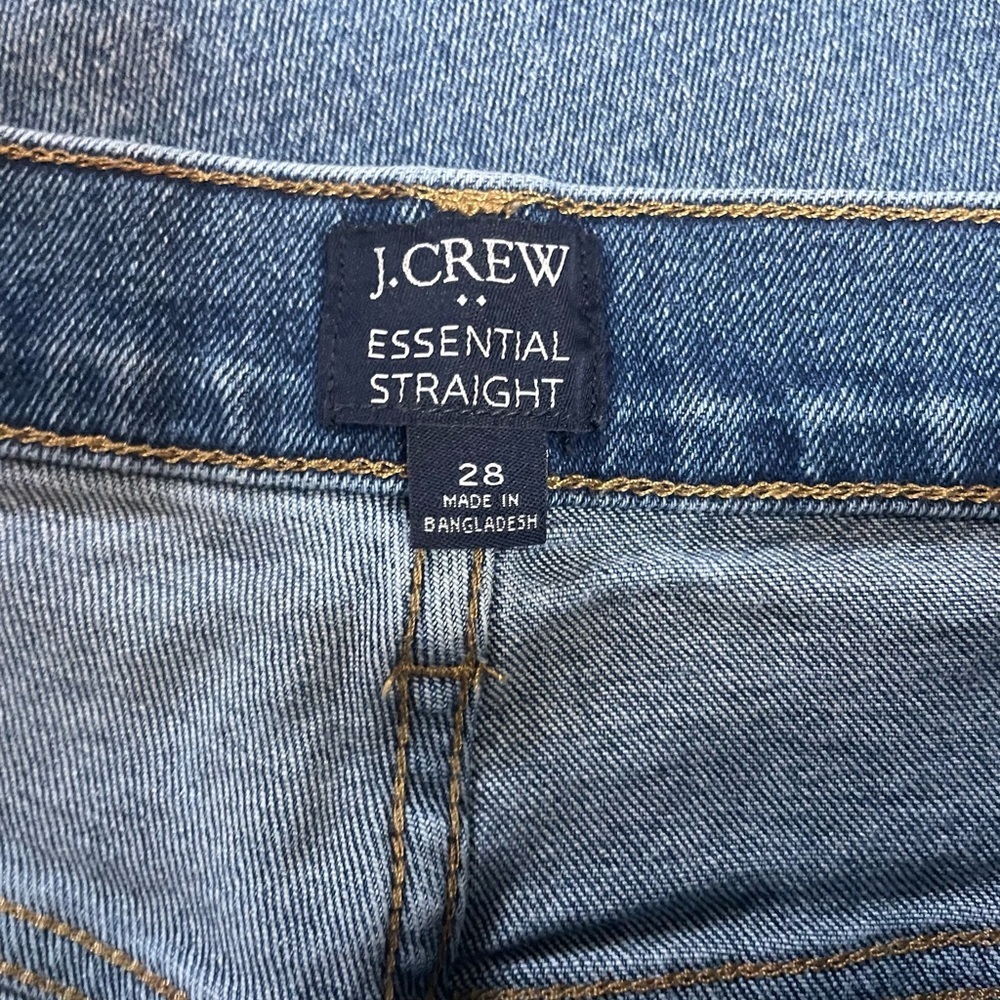 J.CREW
ESSENTIAL
STRAIGHT
28
MADE IN
BANGLADESH